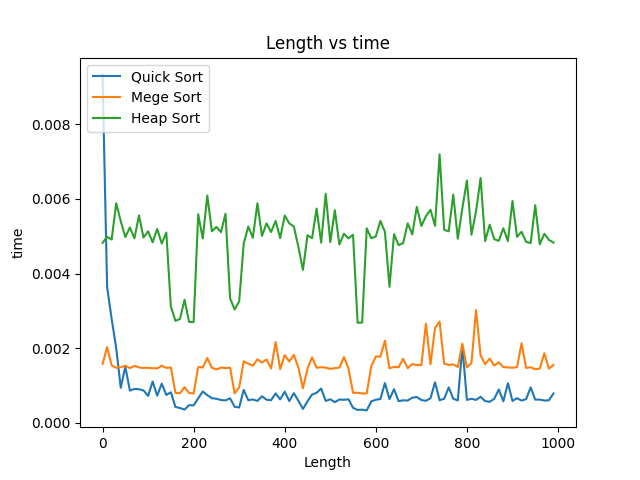 Length vs time
Quick Sort
Mege Sort
Heap Sort
0.008
0.006
0.004
0.002
0.000
time
0 200 400 600 800 1000
Length